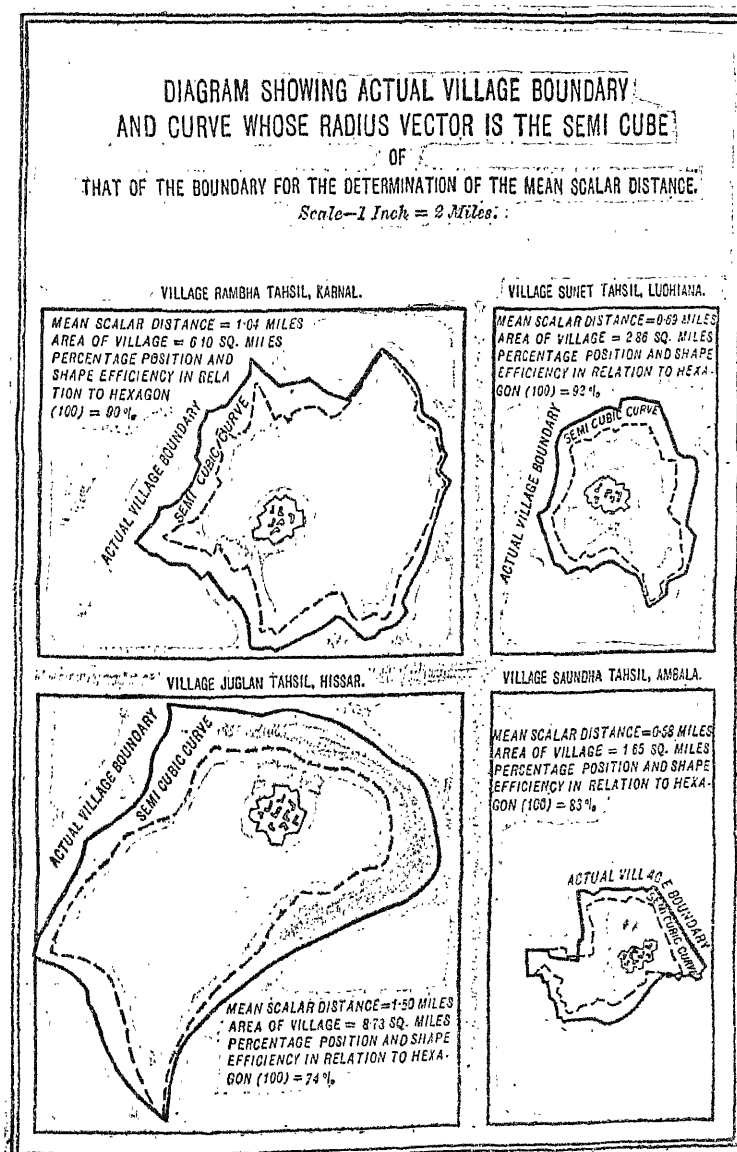 DIAGRAM SHOWING ACTUAL VILLAGE BOUNDARY
AND CURVE WHOSE RADIUS VECTOR IS THE SEMI CUBE
OF
THAT OF THE BOUNDARY FOR THE DETERMINATION OF THE MEAN SCALAR DISTANCE.
Scale-1 Inch = 2 Miles.
VILLAGE RAMBHA TAHSIL, KARNAL.
MEAN SCALAR DISTANCE = 1·04 MILES
AREA OF VILLAGE = 6·10 SQ. MILES
PERCENTAGE POSITION AND
SHAPE EFFICIENCY IN RELA
TION TO HEXAGON
(100) = 90%.
ACTUAL VILLAGE BOUNDARY
SEMI CUBIC CURVE
VILLAGE SUNET TAHSIL, LUDHIANA.
MEAN SCALAR DISTANCE=0·69 MILES
AREA OF VILLAGE = 2·86 SQ. MILES
PERCENTAGE POSITION AND SHAPE
EFFICIENCY IN RELATION TO HEXA-
GON (100) = 92%.
ACTUAL VILLAGE BOUNDARY
SEMI CUBIC CURVE
VILLAGE JUGLAN TAHSIL, HISSAR.
ACTUAL VILLAGE BOUNDARY
SEMI CUBIC CURVE
MEAN SCALAR DISTANCE=1·50 MILES
AREA OF VILLAGE = 8·73 SQ. MILES
PERCENTAGE POSITION AND SHAPE
EFFICIENCY IN RELATION TO HEXA-
GON (100) = 74%.
VILLAGE SAUNDHA TAHSIL, AMBALA.
MEAN SCALAR DISTANCE=0·58 MILES
AREA OF VILLAGE = 1·65 SQ. MILES
PERCENTAGE POSITION AND SHAPE
EFFICIENCY IN RELATION TO HEXA-
GON (100) = 83%.
ACTUAL VILLAGE BOUNDARY
SEMI CUBIC CURVE